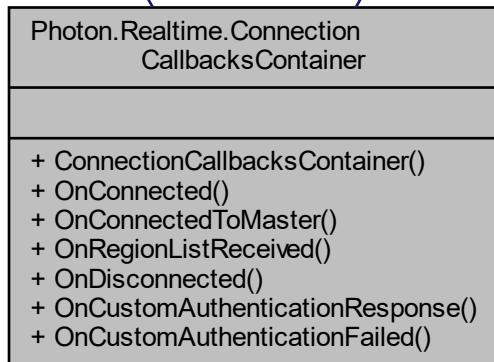 Photon.Realtime.Connection
CallbacksContainer
+ ConnectionCallbacksContainer()
+ OnConnected()
+ OnConnectedToMaster()
+ OnRegionListReceived()
+ OnDisconnected()
+ OnCustomAuthenticationResponse()
+ OnCustomAuthenticationFailed()